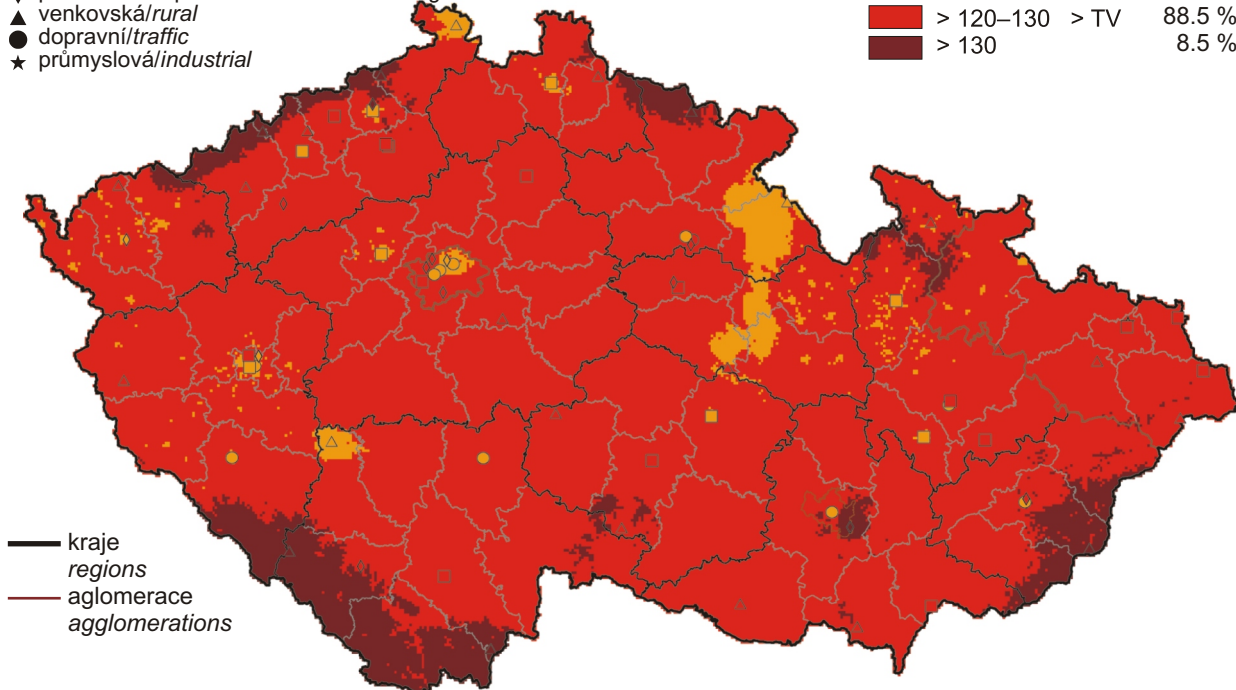 venkovská/rural
dopravní/traffic
průmyslová/industrial
> 120–130 > TV 88.5 %
> 130 8.5 %
kraje
regions
aglomerace
agglomerations